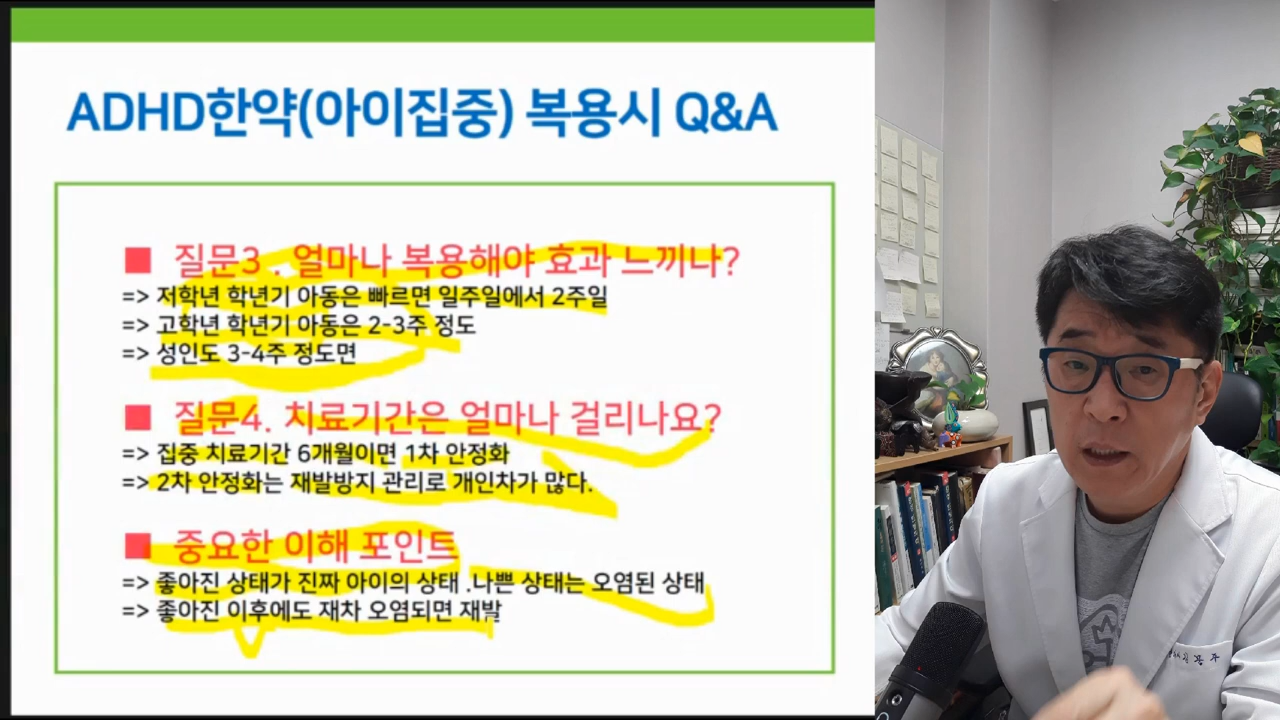 ADHD한약(아이집중) 복용시 Q&A
■ 질문3 . 얼마나 복용해야 효과 느끼나?
=> 저학년 학년기 아동은 빠르면 일주일에서 2주일
=> 고학년 학년기 아동은 2-3주 정도
=> 성인도 3-4주 정도면
■ 질문4. 치료기간은 얼마나 걸리나요?
=> 집중 치료기간 6개월이면 1차 안정화
=> 2차 안정화는 재발방지 관리로 개인차가 많다.
■ 중요한 이해 포인트
=> 좋아진 상태가 진짜 아이의 상태 .나쁜 상태는 오염된 상태
=> 좋아진 이후에도 재차 오염되면 재발